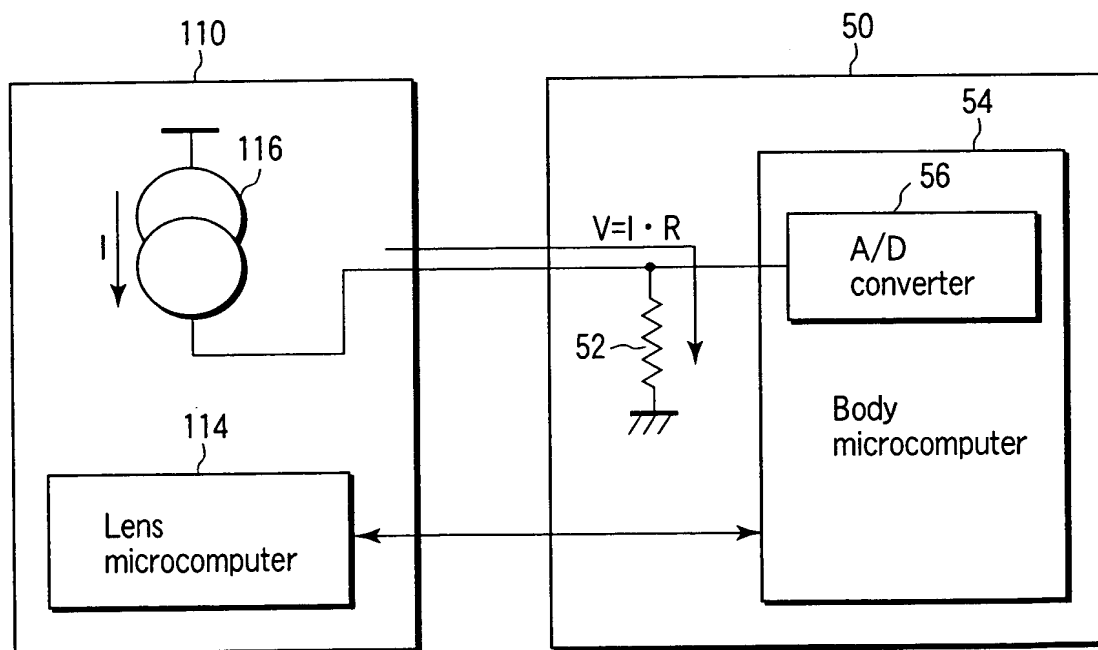 110
50
54
116
56
I
V=I · R
A/D
converter
52
Body
microcomputer
114
Lens
microcomputer